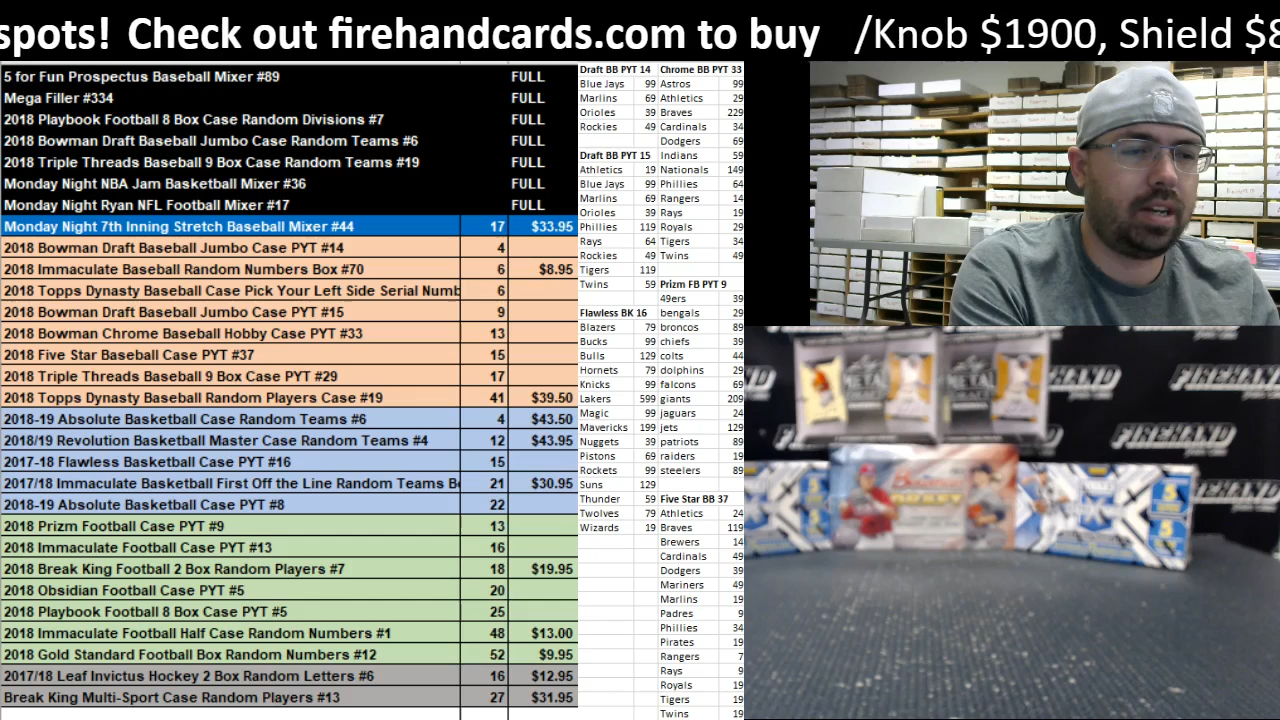 spots! Check out firehandcards.com to buy /Knob $1900, Shield $8
5 for Fun Prospectus Baseball Mixer #89 FULL
Mega Filler #334 FULL
2018 Playbook Football 8 Box Case Random Divisions #7 FULL
2018 Bowman Draft Baseball Jumbo Case Random Teams #6 FULL
2018 Triple Threads Baseball 9 Box Case Random Teams #19 FULL
Monday Night NBA Jam Basketball Mixer #36 FULL
Monday Night Ryan NFL Football Mixer #17 FULL
Monday Night 7th Inning Stretch Baseball Mixer #44 17 $33.95
2018 Bowman Draft Baseball Jumbo Case PYT #14 4
2018 Immaculate Baseball Random Numbers Box #70 6 $8.95
2018 Topps Dynasty Baseball Case Pick Your Left Side Serial Numb 6
2018 Bowman Draft Baseball Jumbo Case PYT #15 9
2018 Bowman Chrome Baseball Hobby Case PYT #33 13
2018 Five Star Baseball Case PYT #37 15
2018 Triple Threads Baseball 9 Box Case PYT #29 17
2018 Topps Dynasty Baseball Random Players Case #19 41 $39.50
2018-19 Absolute Basketball Case Random Teams #6 4 $43.50
2018/19 Revolution Basketball Master Case Random Teams #4 12 $43.95
2017-18 Flawless Basketball Case PYT #16 15
2017/18 Immaculate Basketball First Off the Line Random Teams Bo 21 $30.95
2018-19 Absolute Basketball Case PYT #8 22
2018 Prizm Football Case PYT #9 13
2018 Immaculate Football Case PYT #13 16
2018 Break King Football 2 Box Random Players #7 18 $19.95
2018 Obsidian Football Case PYT #5 20
2018 Playbook Football 8 Box Case PYT #5 25
2018 Immaculate Football Half Case Random Numbers #1 48 $13.00
2018 Gold Standard Football Box Random Numbers #12 52 $9.95
2017/18 Leaf Invictus Hockey 2 Box Random Letters #6 16 $12.95
Break King Multi-Sport Case Random Players #13 27 $31.95
Draft BB PYT 14
Blue Jays 99
Marlins 69
Orioles 39
Rockies 49
Draft BB PYT 15
Athletics 19
Blue Jays 99
Marlins 69
Orioles 39
Phillies 119
Rays 64
Rockies 49
Tigers 119
Twins 59
Flawless BK 16
Blazers 79
Bucks 99
Bulls 129
Hornets 79
Knicks 99
Lakers 599
Magic 99
Mavericks 199
Nuggets 39
Pistons 69
Rockets 99
Suns 129
Thunder 59
Twolves 79
Wizards 19
Chrome BB PYT 33
Astros 99
Athletics 29
Braves 229
Cardinals 34
Dodgers 69
Indians 59
Nationals 149
Phillies 64
Rangers 14
Rays 19
Royals 29
Tigers 34
Twins 49
Prizm FB PYT 9
49ers 39
bengals 29
broncos 89
chiefs 39
colts 44
dolphins 29
falcons 69
giants 209
jaguars 24
jets 129
patriots 89
raiders 19
steelers 89
Five Star BB 37
Athletics 24
Braves 119
Brewers 14
Cardinals 49
Dodgers 39
Mariners 49
Marlins 19
Padres 9
Phillies 34
Pirates 19
Rangers 7
Rays 9
Royals 19
Tigers 19
Twins 19
FIREHAND
FIREHAND